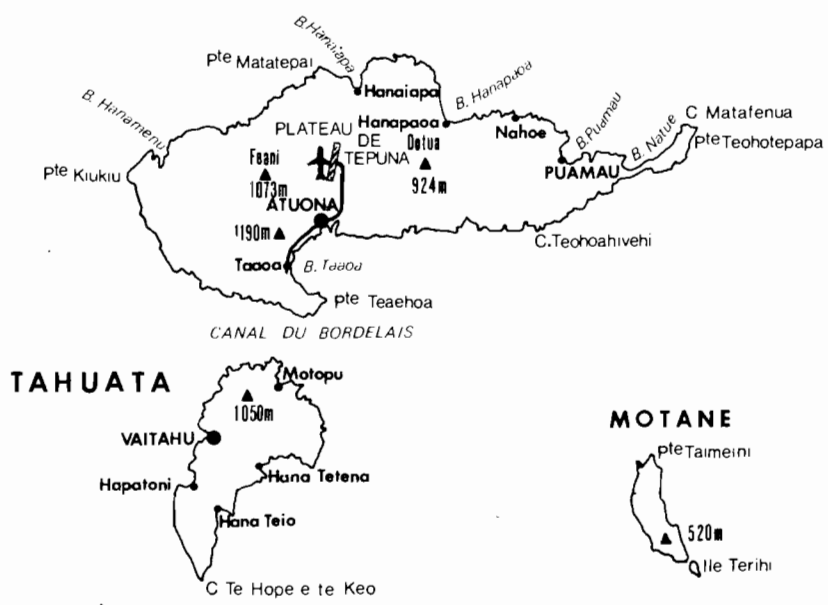 B. Hanaiapa
pte Matatepai
Hanaiapa
B. Hanapaoa
B. Hanamenu
Hanapaoa
C Matafenua
PLATEAU
DE
TEPUNA
Nahoe
B. Puamau
B. Natue
pte Teohotepapa
Feani
1073m
Ootua
924m
PUAMAU
pte Kiukiu
ATUONA
1190m
C. Teohoahivehi
Taaoa
B. Taaoa
pte Teaehoa
CANAL DU BORDELAIS
TAHUATA
Motopu
1050m
MOTANE
VAITAHU
pte Taimeini
Hapatoni
Hana Tetena
Hana Teio
520m
Ile Terihi
C Te Hope e te Keo